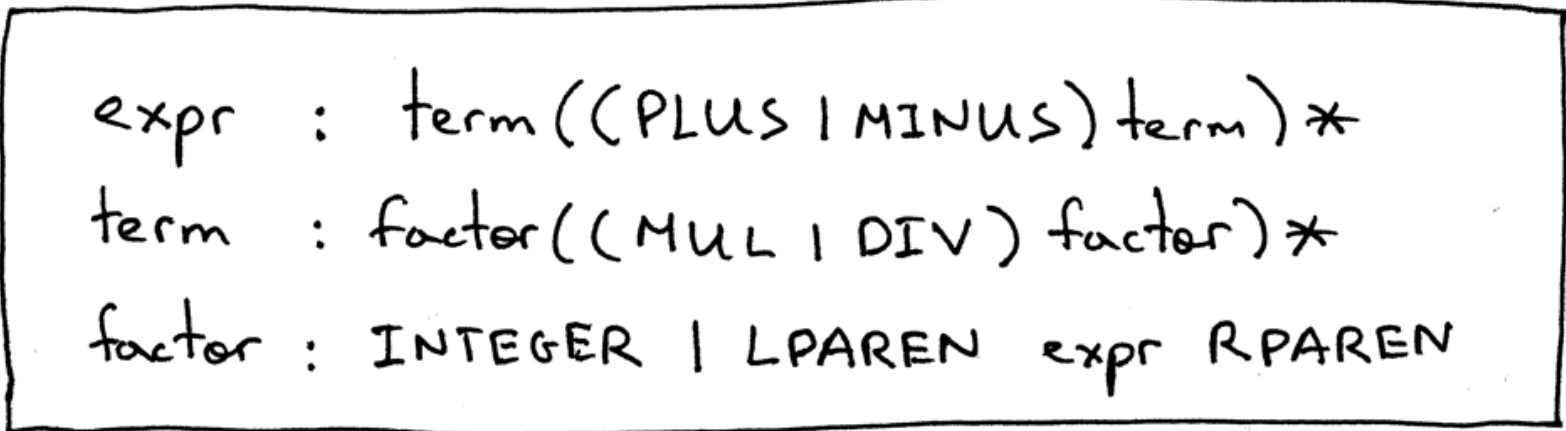 expr : term((PLUS | MINUS) term)*
term : factor((MUL | DIV) factor)*
factor : INTEGER | LPAREN expr RPAREN